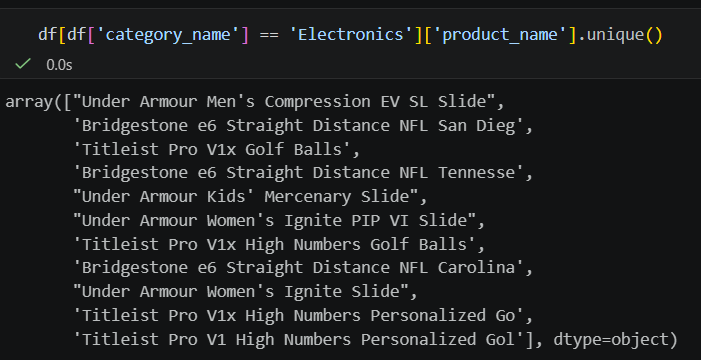 df[df['category_name'] == 'Electronics']['product_name'].unique()
0.0s
array(["Under Armour Men's Compression EV SL Slide",
'Bridgestone e6 Straight Distance NFL San Dieg',
'Titleist Pro V1x Golf Balls',
'Bridgestone e6 Straight Distance NFL Tennesse',
"Under Armour Kids' Mercenary Slide",
"Under Armour Women's Ignite PIP VI Slide",
'Titleist Pro V1x High Numbers Golf Balls',
'Bridgestone e6 Straight Distance NFL Carolina',
"Under Armour Women's Ignite Slide",
'Titleist Pro V1x High Numbers Personalized Go',
'Titleist Pro V1 High Numbers Personalized Gol'], dtype=object)